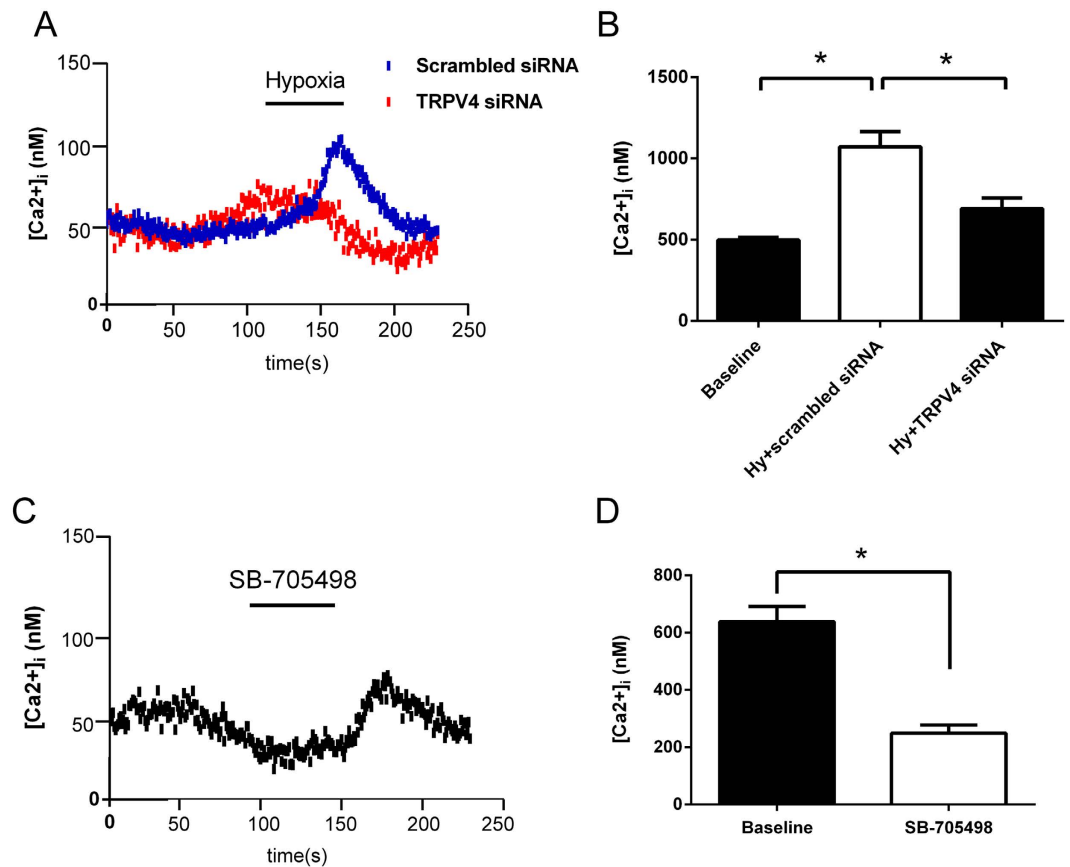 A
150
100
50
0
[Ca2+]i (nM)
Hypoxia
Scrambled siRNA
TRPV4 siRNA
0
50
100
150
200
250
time(s)
B
*
*
1500
1000
500
0
[Ca2+]i (nM)
Baseline
Hy+scrambled siRNA
Hy+TRPV4 siRNA
C
150
100
50
0
[Ca2+]i (nM)
SB-705498
0
50
100
150
200
250
time(s)
D
*
800
600
400
200
0
[Ca2+]i (nM)
Baseline
SB-705498